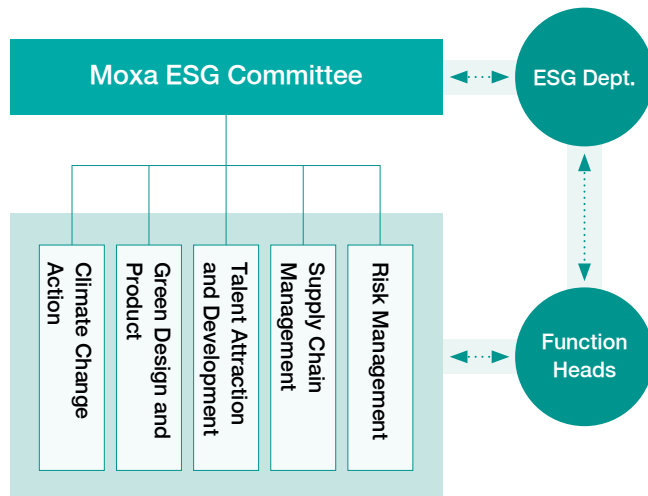 Moxa ESG Committee
ESG Dept.
Climate Change
Action
Green Design and
Product
Talent Attraction
and Development
Supply Chain
Management
Risk Management
Function
Heads